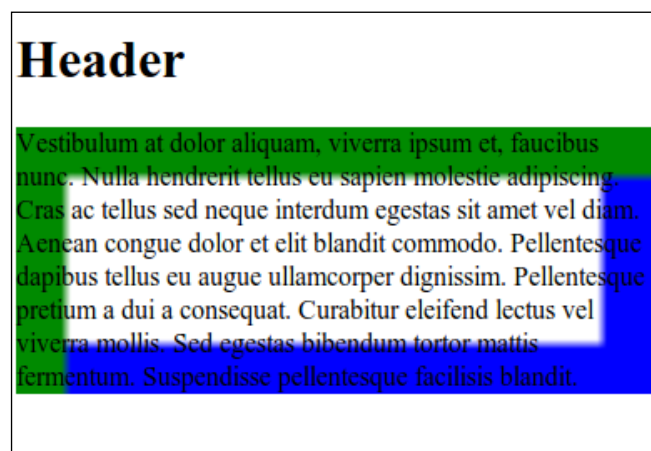 Header
Vestibulum at dolor aliquam, viverra ipsum et, faucibus
nunc. Nulla hendrerit tellus eu sapien molestie adipiscing.
Cras ac tellus sed neque interdum egestas sit amet vel diam.
Aenean congue dolor et elit blandit commodo. Pellentesque
dapibus tellus eu augue ullamcorper dignissim. Pellentesque
pretium a dui a consequat. Curabitur eleifend lectus vel
viverra mollis. Sed egestas bibendum tortor mattis
fermentum. Suspendisse pellentesque facilisis blandit.